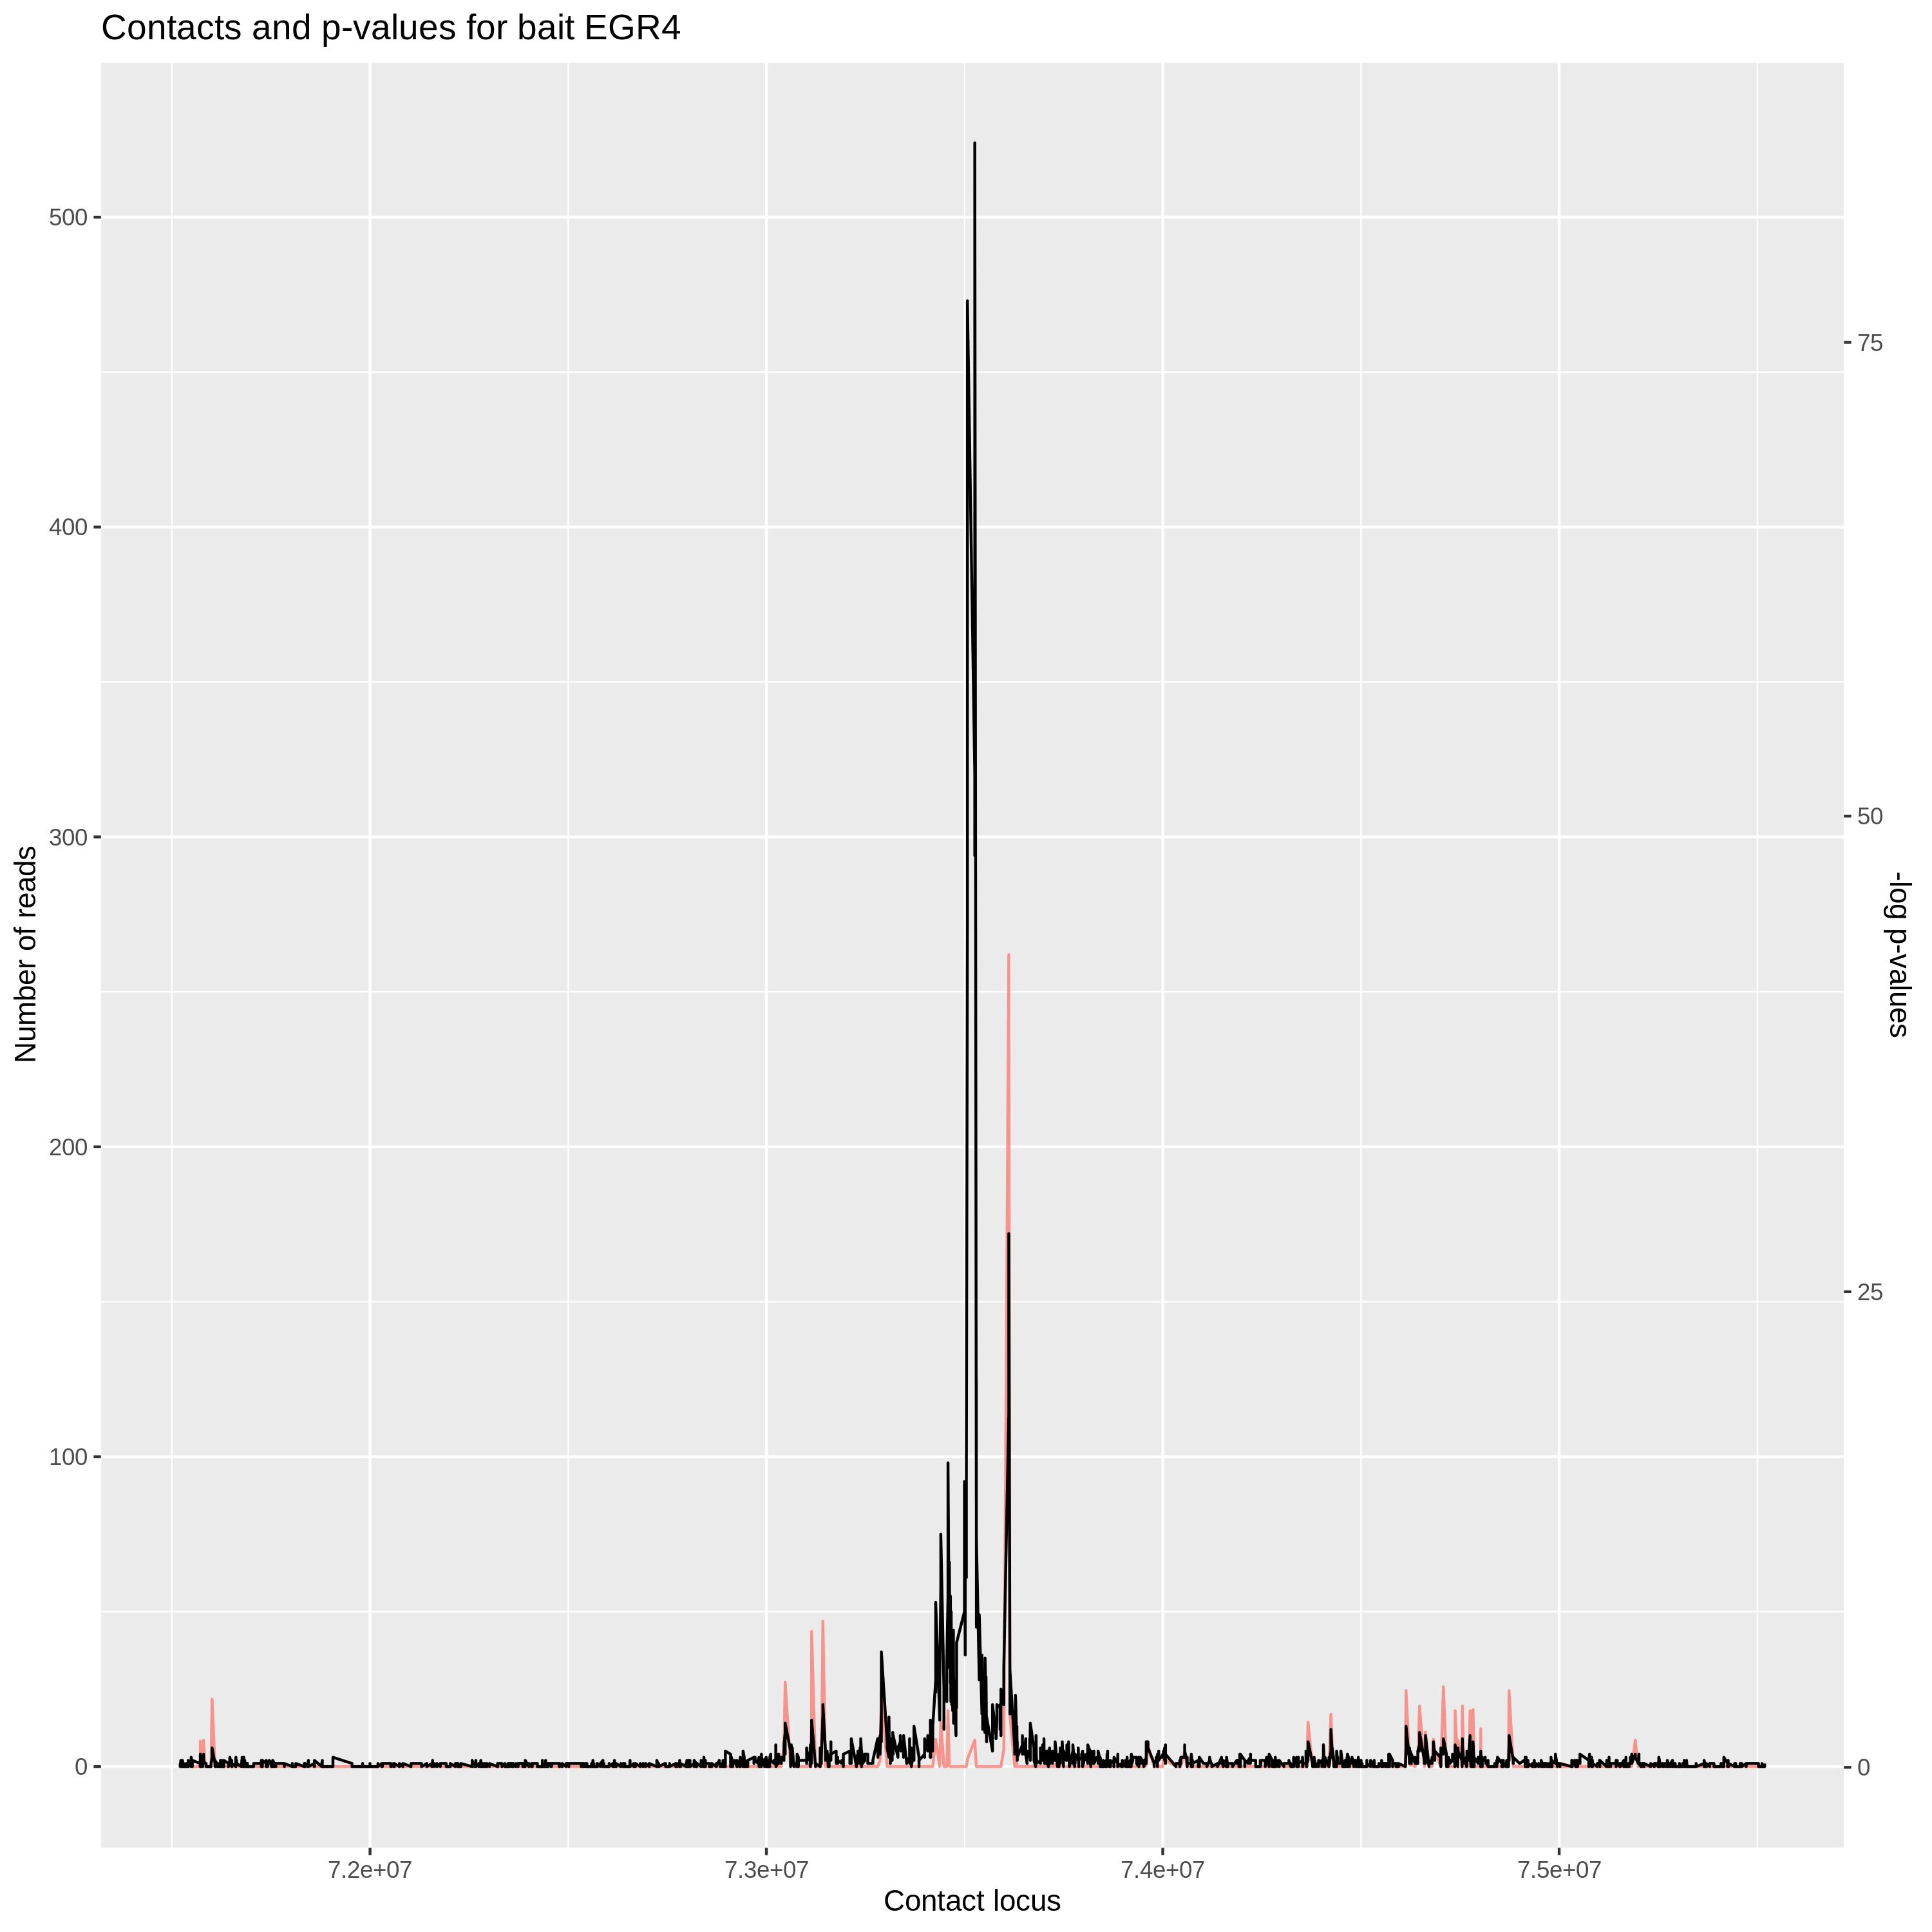 Contacts and p-values for bait EGR4
500
400
300
200
100
0
Number of reads
75
50
25
0
-log p-values
7.2e+07
7.3e+07
7.4e+07
7.5e+07
Contact locus